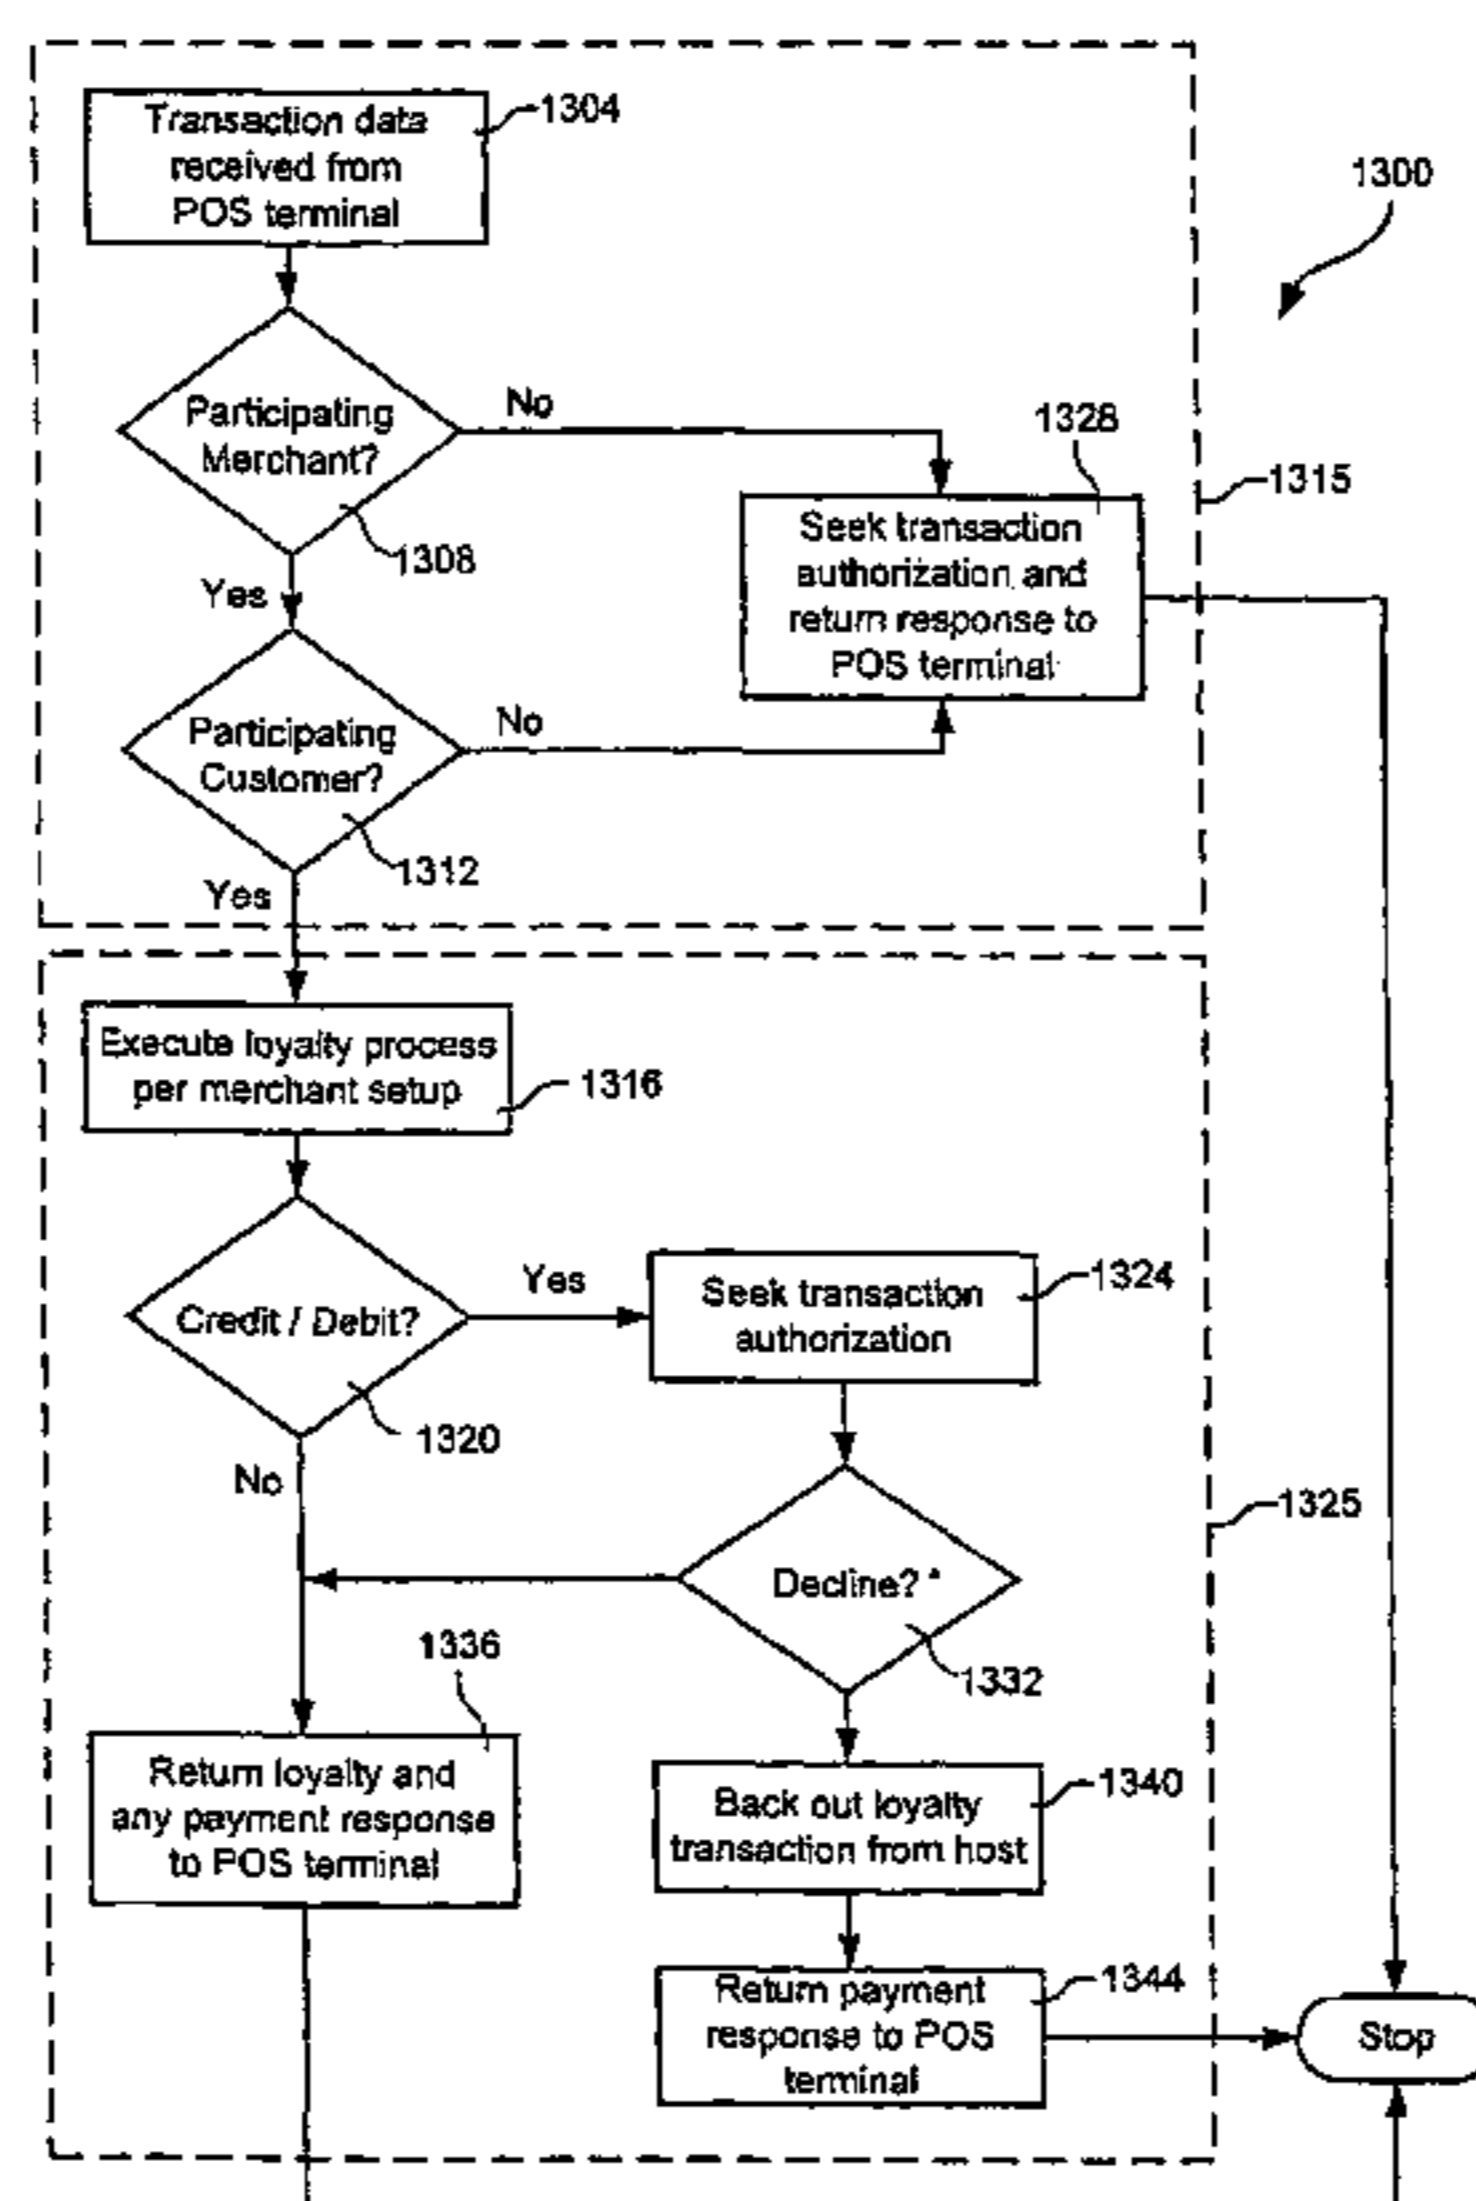 Transaction data
received from
POS terminal
1304
1300
Participating
Merchant?
No
1308
1328
1315
Seek transaction
authorization and
return response to
POS terminal
Yes
Participating
Customer?
No
1312
Yes
Execute loyalty process
per merchant setup
1316
Credit / Debit?
Yes
1320
Seek transaction
authorization
1324
No
1325
Decline? *
1332
1336
Return loyalty and
any payment response
to POS terminal
Back out loyalty
transaction from host
1340
Return payment
response to POS
terminal
1344
Stop